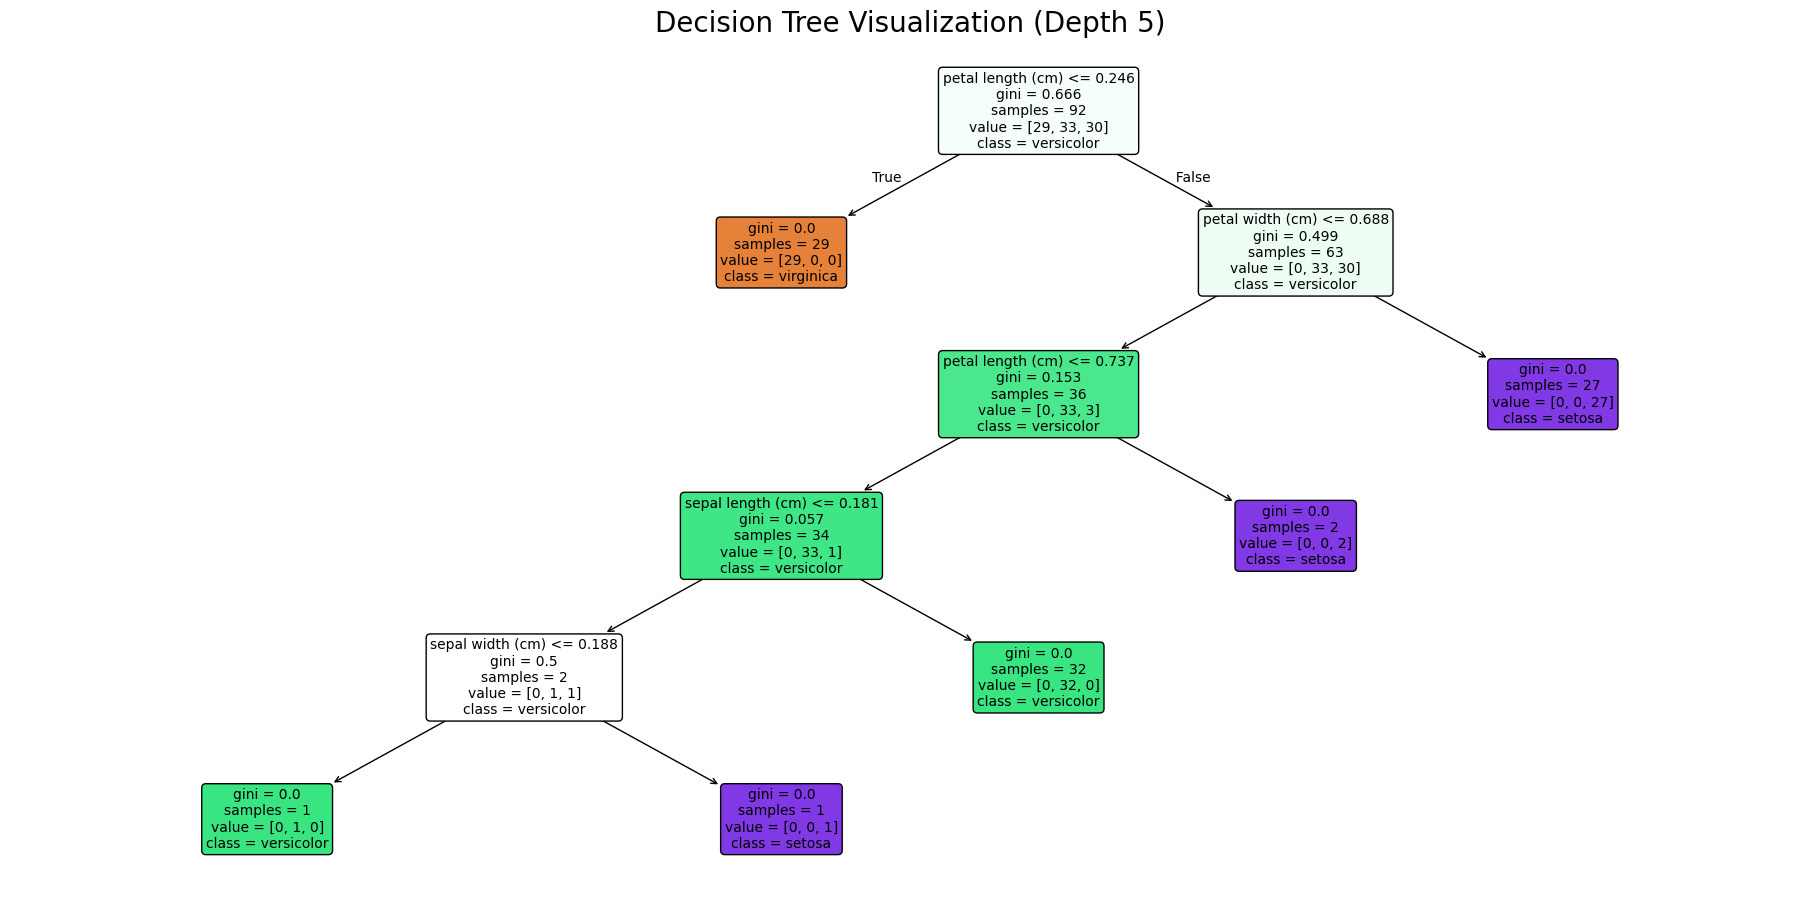 Decision Tree Visualization (Depth 5)
petal length (cm) <= 0.246
gini = 0.666
samples = 92
value = [29, 33, 30]
class = versicolor
True
False
gini = 0.0
samples = 29
value = [29, 0, 0]
class = virginica
petal width (cm) <= 0.688
gini = 0.499
samples = 63
value = [0, 33, 30]
class = versicolor
petal length (cm) <= 0.737
gini = 0.153
samples = 36
value = [0, 33, 3]
class = versicolor
gini = 0.0
samples = 27
value = [0, 0, 27]
class = setosa
sepal length (cm) <= 0.181
gini = 0.057
samples = 34
value = [0, 33, 1]
class = versicolor
gini = 0.0
samples = 2
value = [0, 0, 2]
class = setosa
sepal width (cm) <= 0.188
gini = 0.5
samples = 2
value = [0, 1, 1]
class = versicolor
gini = 0.0
samples = 32
value = [0, 32, 0]
class = versicolor
gini = 0.0
samples = 1
value = [0, 1, 0]
class = versicolor
gini = 0.0
samples = 1
value = [0, 0, 1]
class = setosa